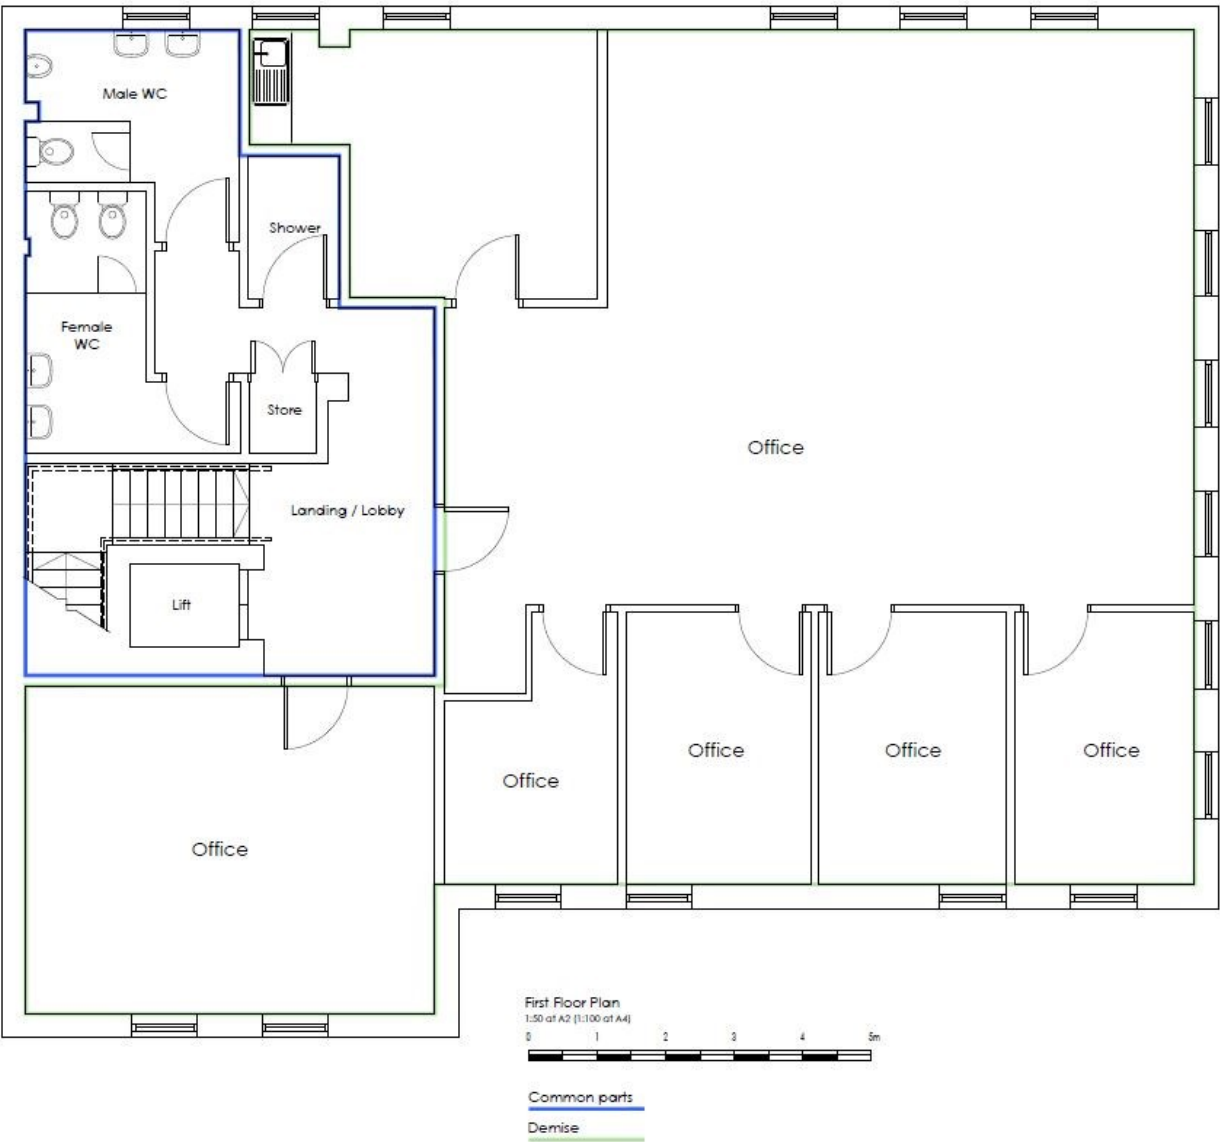 Male WC
Shower
Female
WC
Store
Office
Landing / Lobby
Lift
Office
Office
Office
Office
Office
First Floor Plan
1:50 at A2 (1:100 at A4)
0 1 2 3 4 5m
Common parts
Demise